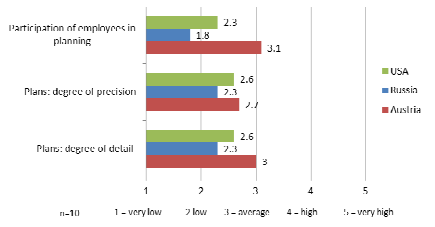 Participation of employees in
planning
2.3
1.8
3.1
Plans: degree of precision
2.6
2.3
2.7
Plans: degree of detail
2.6
2.3
3
USA
Russia
Austria
1 2 3 4 5
n=10 1 = very low 2 low 3 = average 4 = high 5 = very high